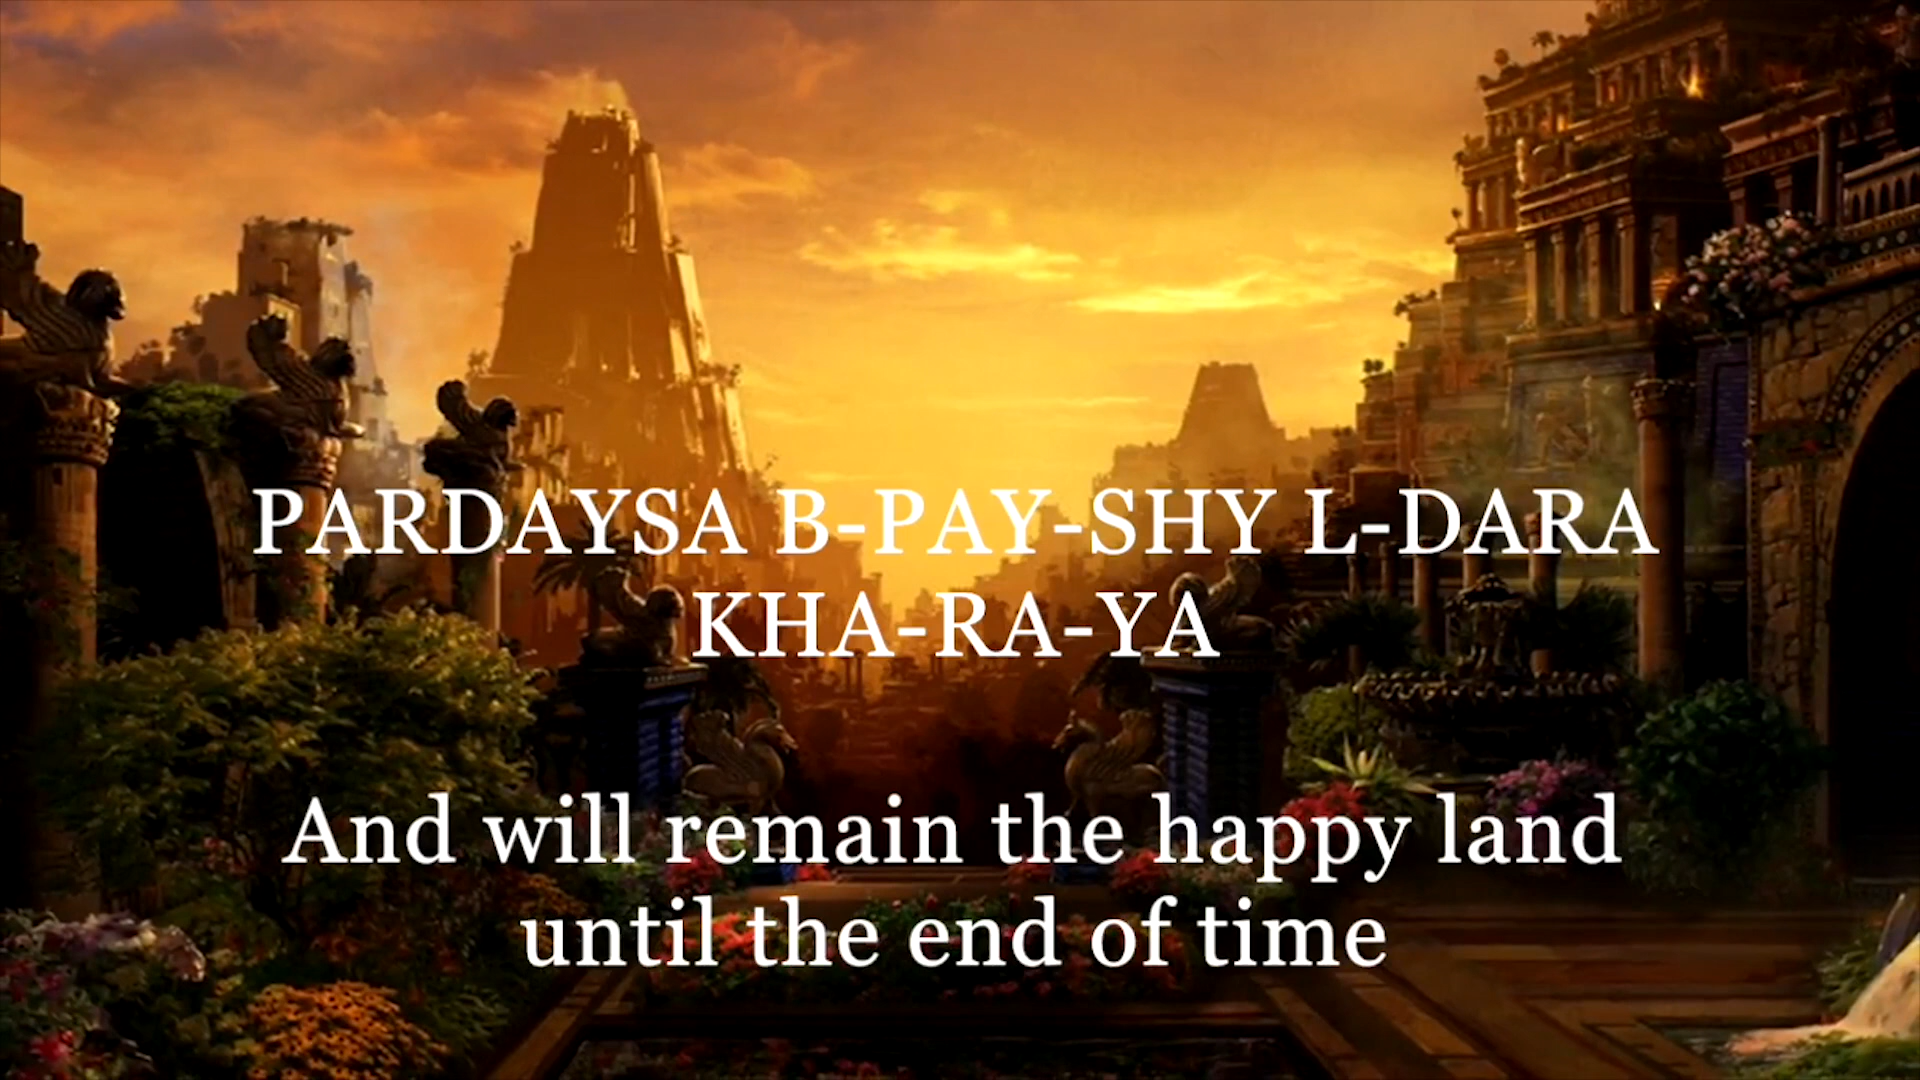 PARDAYSA B-PAY-SHY L-DARA
KHA-RA-YA
And will remain the happy land
until the end of time